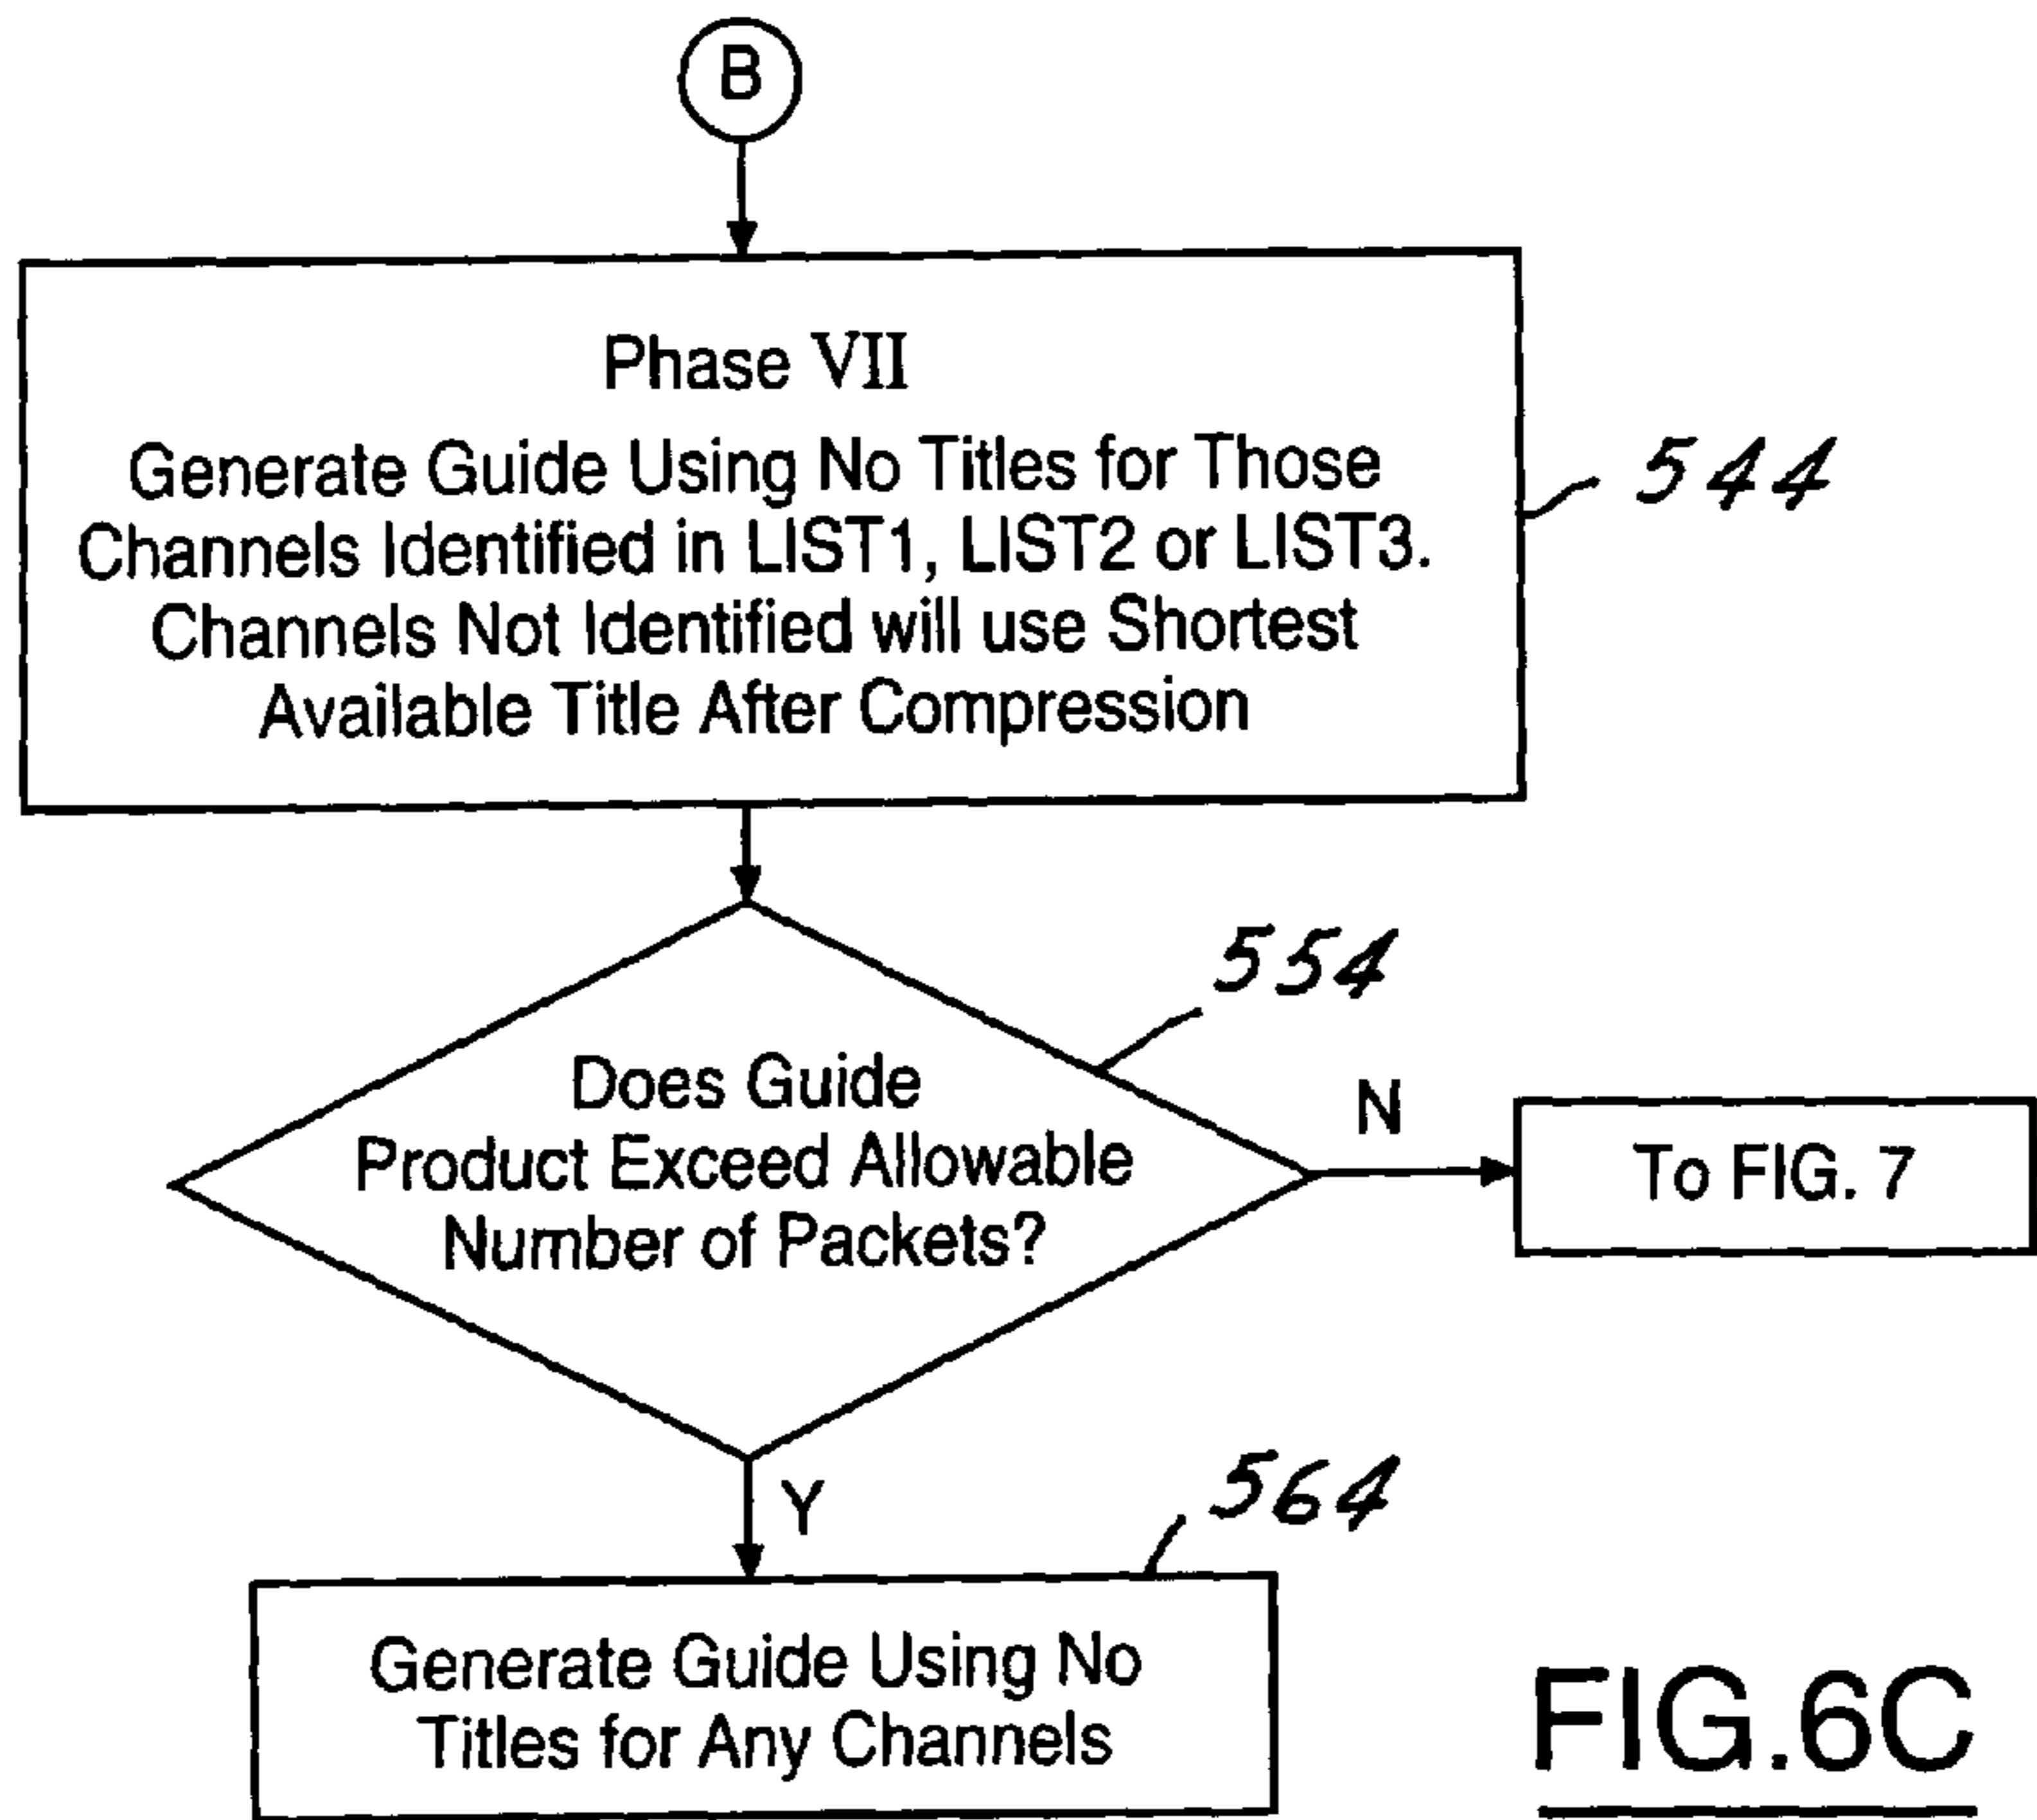 B
Phase VII
Generate Guide Using No Titles for Those
Channels Identified in LIST1, LIST2 or LIST3.
Channels Not Identified will use Shortest
Available Title After Compression
544
554
Does Guide
Product Exceed Allowable
Number of Packets?
N
To FIG. 7
Y
564
Generate Guide Using No
Titles for Any Channels
FIG.6C